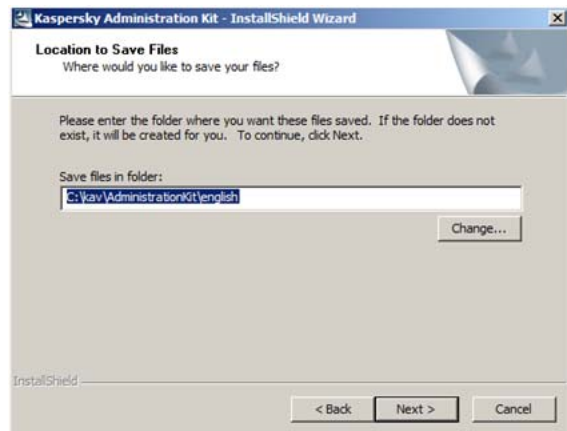 Kaspersky Administration Kit - InstallShield Wizard
Location to Save Files
Where would you like to save your files?
Please enter the folder where you want these files saved. If the folder does not
exist, it will be created for you. To continue, click Next.
Save files in folder:
C:\kav\AdministrationKit\english
Change...
InstallShield
< Back Next > Cancel